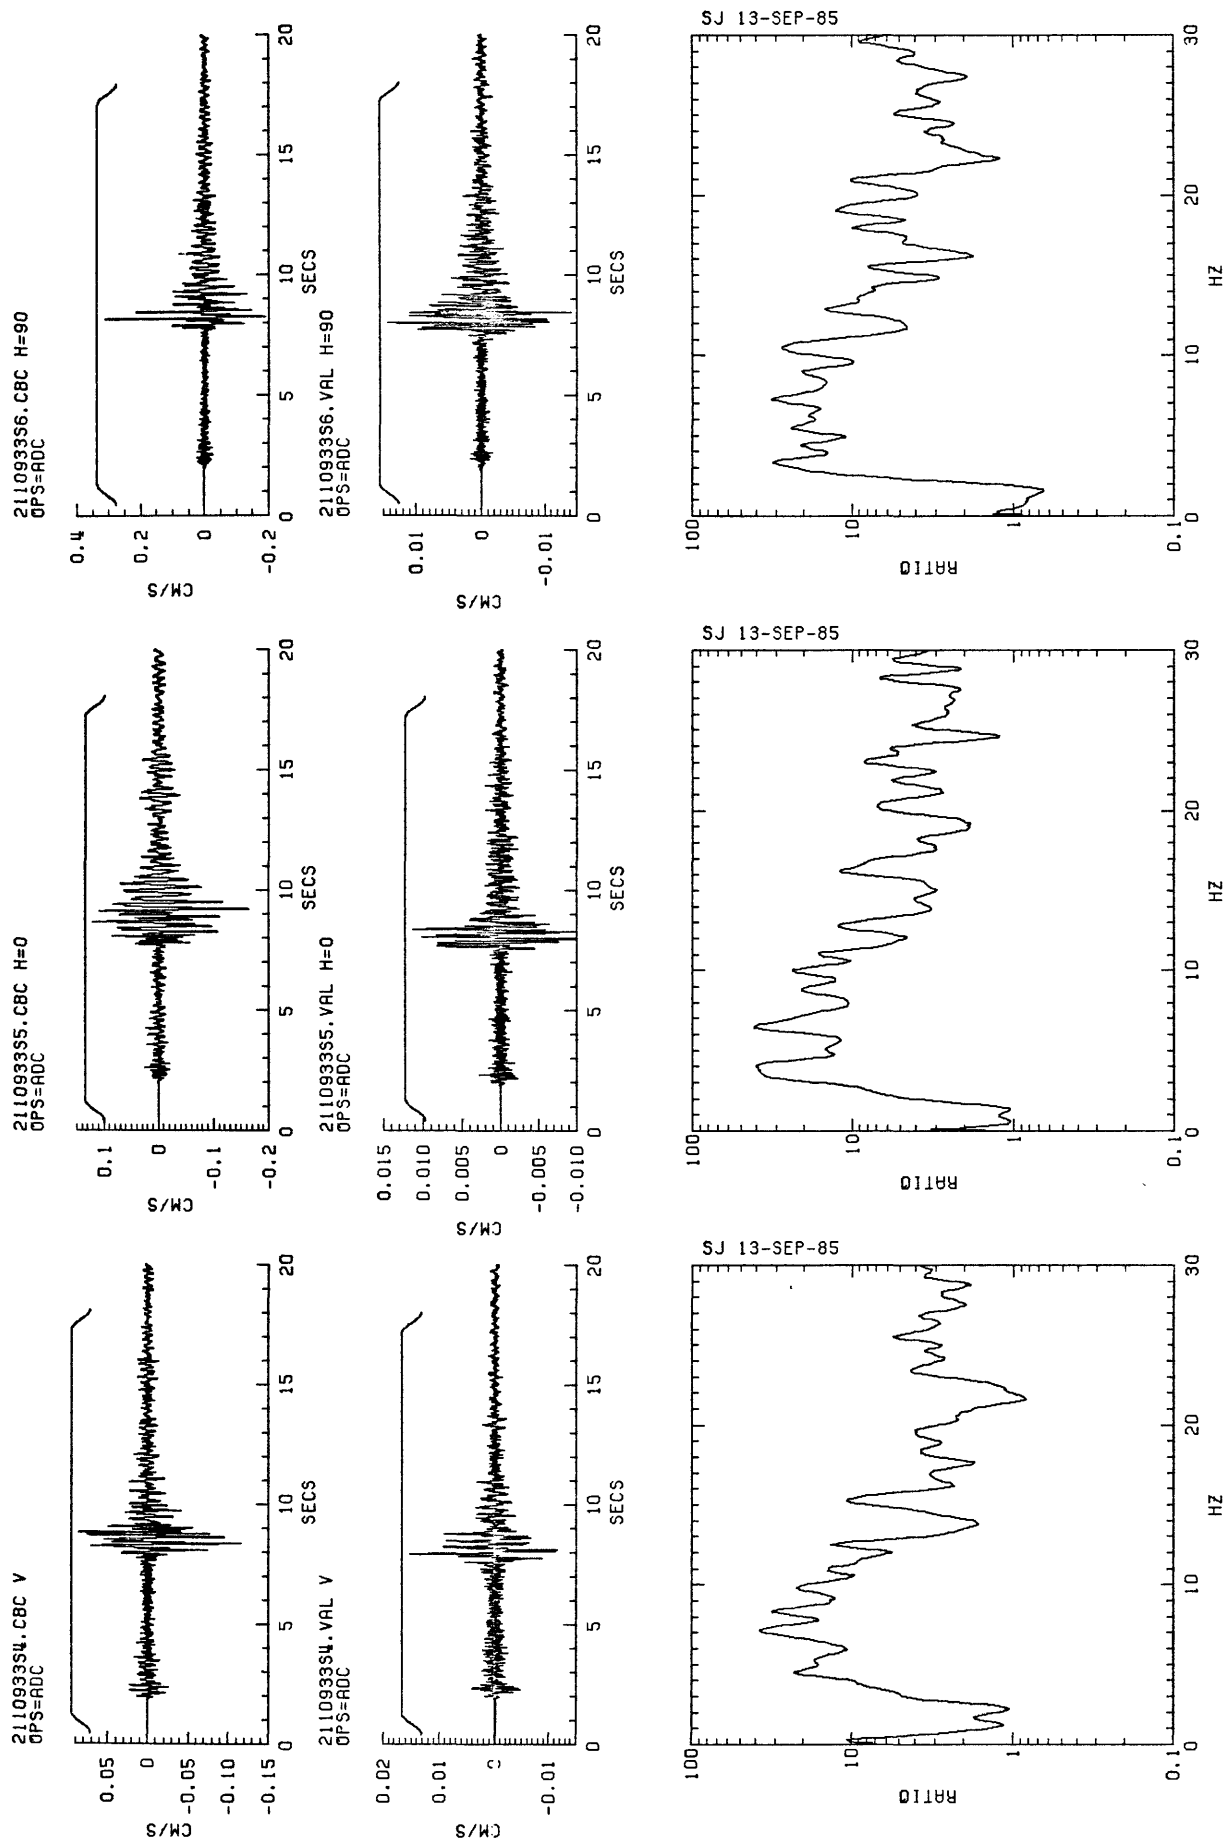 2110933S4.CBC V
OPS=ADC
CM/S
0.05
0
-0.05
-0.10
-0.15
0 5 10 15 20
SECS
2110933S5.CBC H=0
OPS=ADC
CM/S
0.1
0
-0.1
-0.2
0 5 10 15 20
SECS
2110933S6.CBC H=90
OPS=ADC
CM/S
0.4
0.2
0
-0.2
0 5 10 15 20
SECS
2110933S4.VAL V
OPS=ADC
CM/S
0.02
0.01
0
-0.01
0 5 10 15 20
SECS
2110933S5.VAL H=0
OPS=ADC
CM/S
0.015
0.010
0.005
0
-0.005
-0.010
0 5 10 15 20
SECS
2110933S6.VAL H=90
OPS=ADC
CM/S
0.01
0
-0.01
0 5 10 15 20
SECS
SJ 13-SEP-85
RATIO
100
10
1
0.1
0 10 20 30
HZ
SJ 13-SEP-85
RATIO
100
10
1
0.1
0 10 20 30
HZ
SJ 13-SEP-85
RATIO
100
10
1
0.1
0 10 20 30
HZ